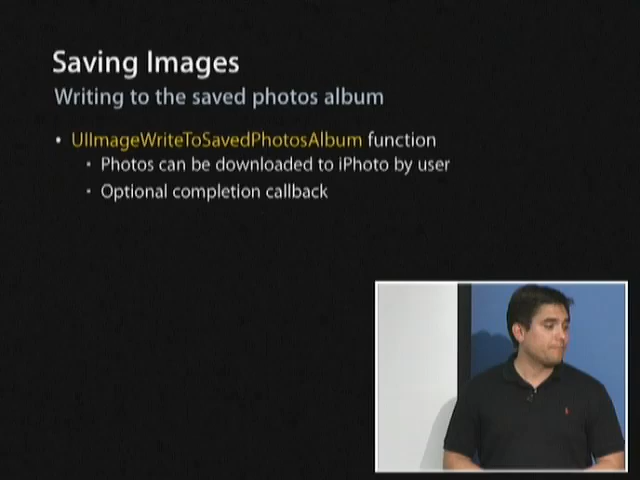 Saving Images
Writing to the saved photos album
• UIImageWriteToSavedPhotosAlbum function
▪ Photos can be downloaded to iPhoto by user
▪ Optional completion callback